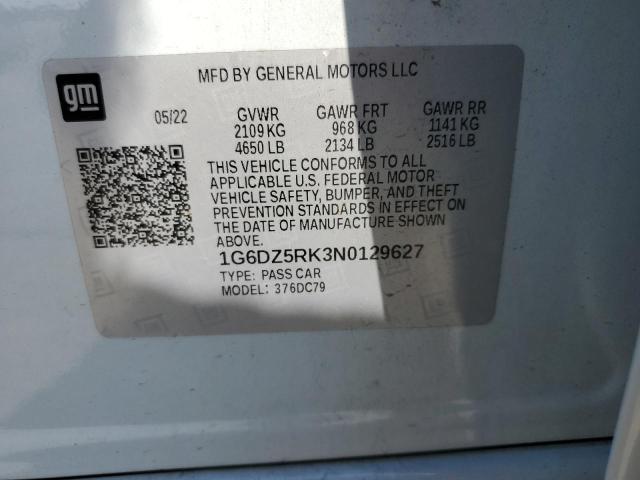 gm
MFD BY GENERAL MOTORS LLC
05/22 GVWR GAWR FRT GAWR RR
2109 KG 968 KG 1141 KG
4650 LB 2134 LB 2516 LB
THIS VEHICLE CONFORMS TO ALL
APPLICABLE U.S. FEDERAL MOTOR
VEHICLE SAFETY, BUMPER, AND THEFT
PREVENTION STANDARDS IN EFFECT ON
THE DATE OF MANUFACTURE SHOWN
ABOVE.
1G6DZ5RK3N0129627
TYPE: PASS CAR
MODEL: 376DC79